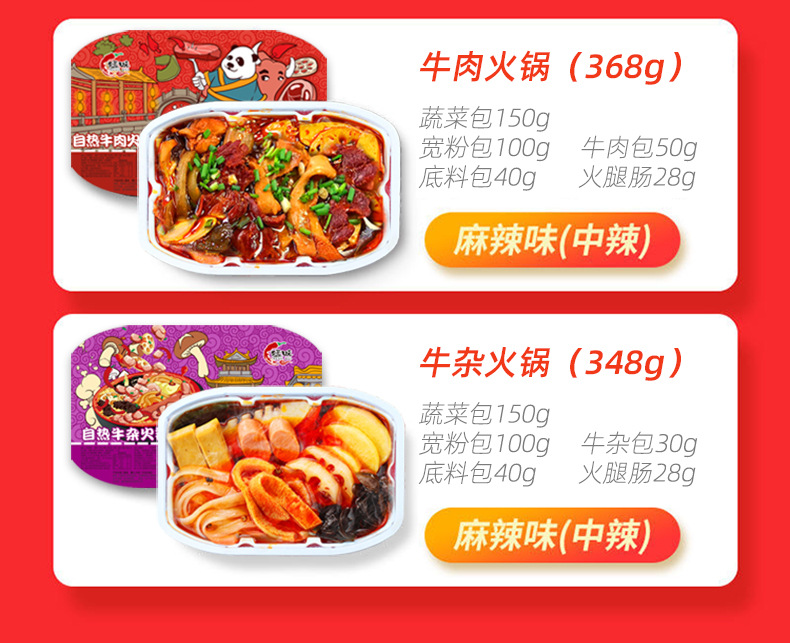 自热牛肉火
牛肉火锅（368g）
蔬菜包150g
宽粉包100g 牛肉包50g
底料包40g 火腿肠28g
麻辣味(中辣)
自热牛杂火
牛杂火锅（348g）
蔬菜包150g
宽粉包100g 牛杂包30g
底料包40g 火腿肠28g
麻辣味(中辣)